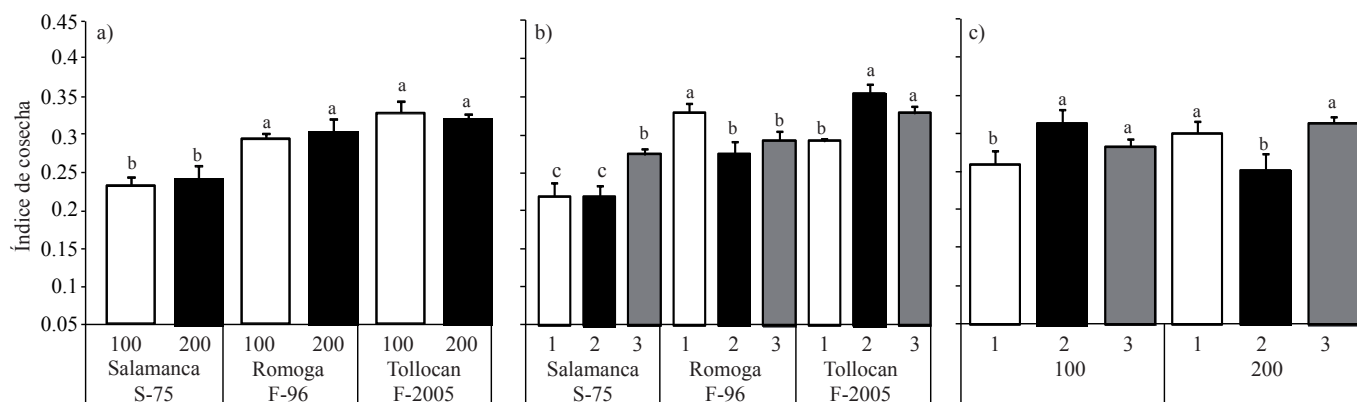 Índice de cosecha
0.45
0.4
0.35
0.3
0.25
0.2
0.15
0.1
0.05
a)
b b a a a a
100 200 100 200 100 200
Salamanca Romoga Tollocan
S-75 F-96 F-2005
b)
c c b a b b b a a
1 2 3 1 2 3 1 2 3
Salamanca Romoga Tollocan
S-75 F-96 F-2005
c)
b a a a b a
1 2 3 1 2 3
100 200